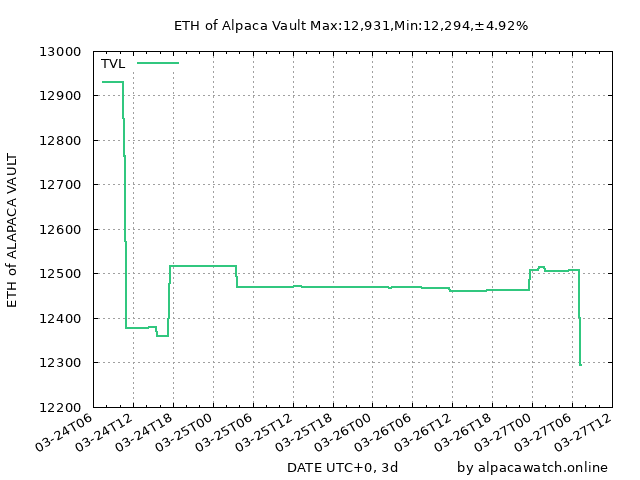 ETH of Alpaca Vault Max:12,931,Min:12,294,±4.92%
TVL
13000
12900
12800
12700
12600
12500
12400
12300
12200
ETH of ALAPACA VAULT
03-24T06
03-24T12
03-24T18
03-25T00
03-25T06
03-25T12
03-25T18
03-26T00
03-26T06
03-26T12
03-26T18
03-27T00
03-27T06
03-27T12
DATE UTC+0, 3d
by alpacawatch.online